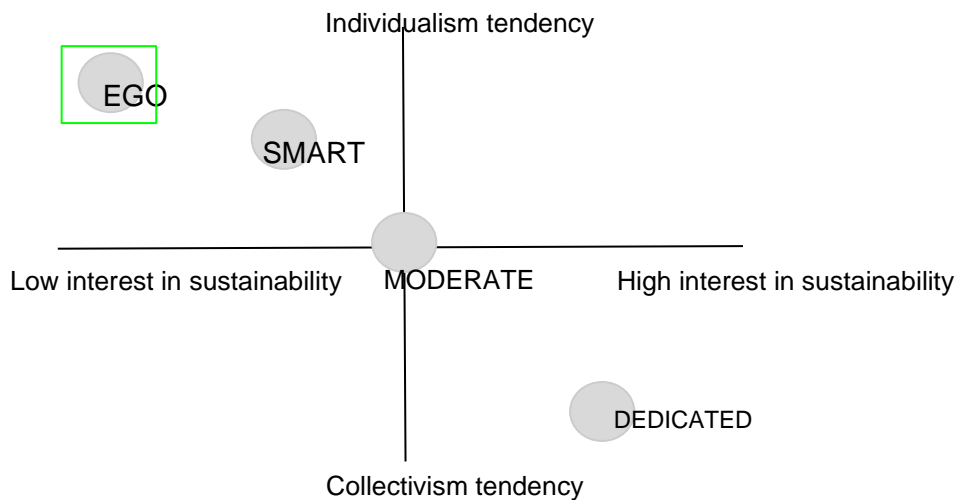 Individualism tendency
EGO
SMART
Low interest in sustainability
MODERATE
High interest in sustainability
DEDICATED
Collectivism tendency